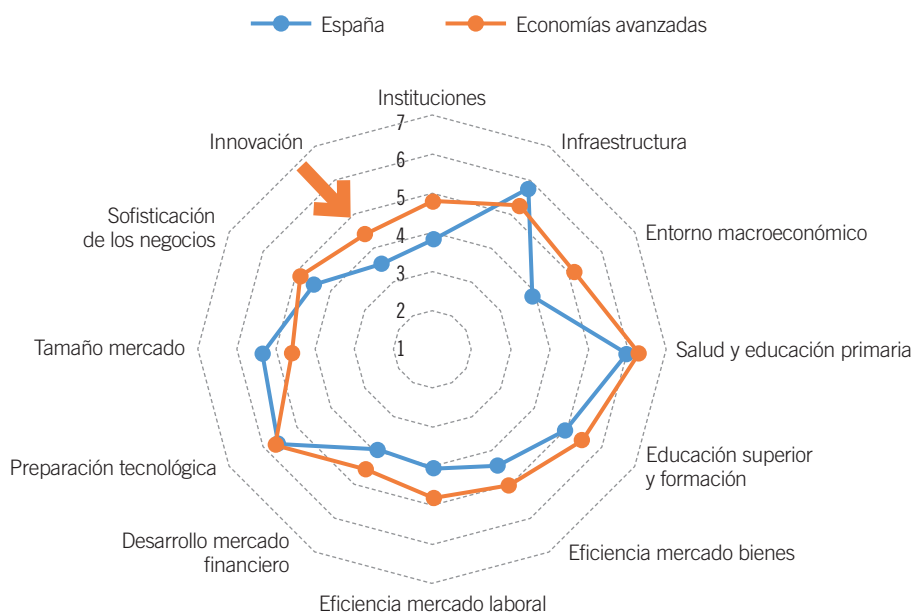 España
Economías avanzadas
Instituciones
Innovación
Infraestructura
Sofisticación
de los negocios
Entorno macroeconómico
Tamaño mercado
Salud y educación primaria
Preparación tecnológica
Educación superior
y formación
Desarrollo mercado
financiero
Eficiencia mercado bienes
Eficiencia mercado laboral
7
6
5
4
3
2
1